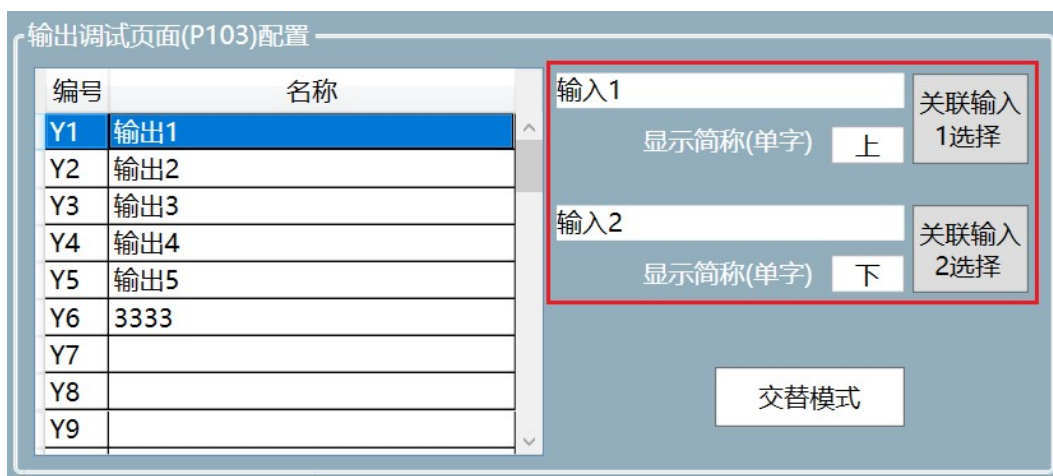 输出调试页面(P103)配置
编号 名称
Y1 输出1
Y2 输出2
Y3 输出3
Y4 输出4
Y5 输出5
Y6 3333
Y7
Y8
Y9
输入1
显示简称(单字) 上
关联输入
1选择
输入2
显示简称(单字) 下
关联输入
2选择
交替模式